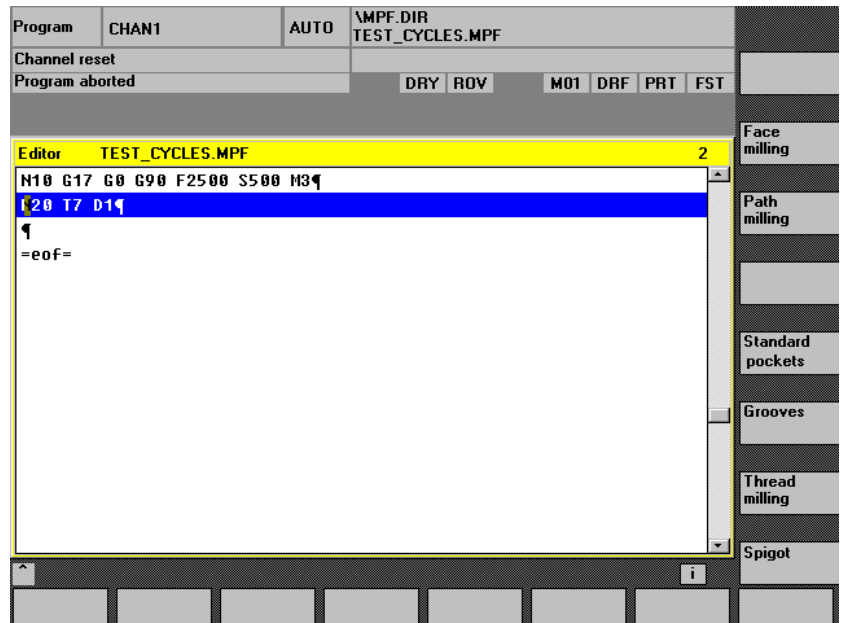 Program CHAN1 AUTO \MPF.DIR
TEST_CYCLES.MPF
Channel reset
Program aborted DRY ROV M01 DRF PRT FST
Editor TEST_CYCLES.MPF 2
N10 G17 G0 G90 F2500 S500 M3¶
N20 T7 D1¶
¶
=eof=
Face
milling
Path
milling
Standard
pockets
Grooves
Thread
milling
Spigot
^ i